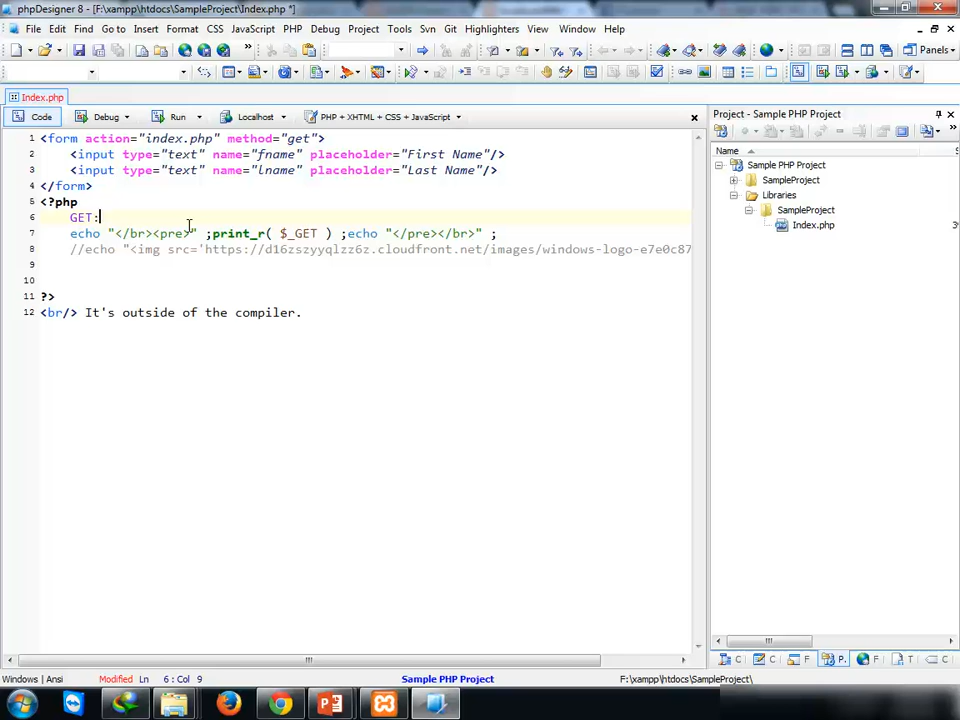 phpDesigner 8 - [F:\xampp\htdocs\SampleProject\Index.php *]
File Edit Search View Go to Insert Format CSS JavaScript PHP Debug Project Tools Svn Git Highlighters View Window Help
Panels
Index.php
Code Debug Run Localhost PHP + XHTML + CSS + JavaScript
1 <form action="index.php" method="get">
2 <input type="text" name="fname" placeholder="First Name"/>
3 <input type="text" name="lname" placeholder="Last Name"/>
4 </form>
5 <?php
6 GET:
7 echo "</br><pre>" ;print_r( $_GET ) ;echo "</pre></br>" ;
8 //echo "<img src='https://d16zszyyqlzz6z.cloudfront.net/images/windows-logo-e7e0c87
9
10
11 ?>
12 <br/> It's outside of the compiler.
Project - Sample PHP Project
Name
Sample PHP Project
SampleProject
Libraries
SampleProject
Index.php
C C F P. F T C
Windows | Ansi Modified Ln 6 : Col 9 Sample PHP Project F:\xampp\htdocs\SampleProject\